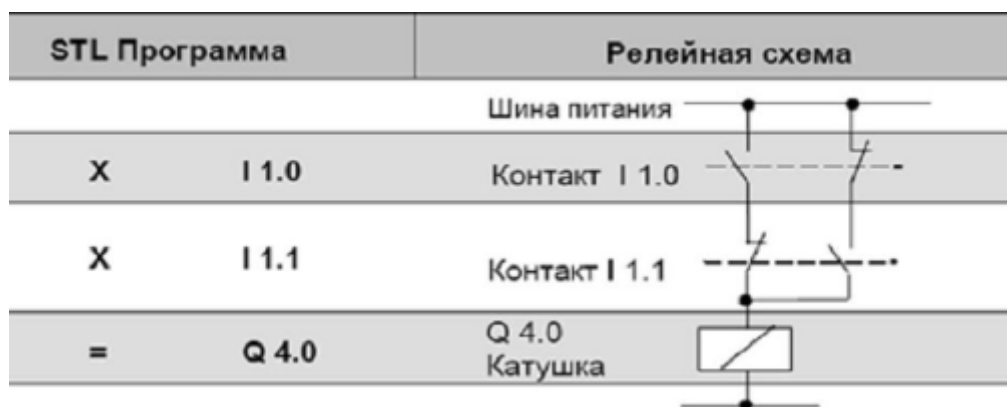 STL Программа Релейная схема
Шина питания
X I 1.0 Контакт I 1.0
X I 1.1 Контакт I 1.1
= Q 4.0 Q 4.0
Катушка